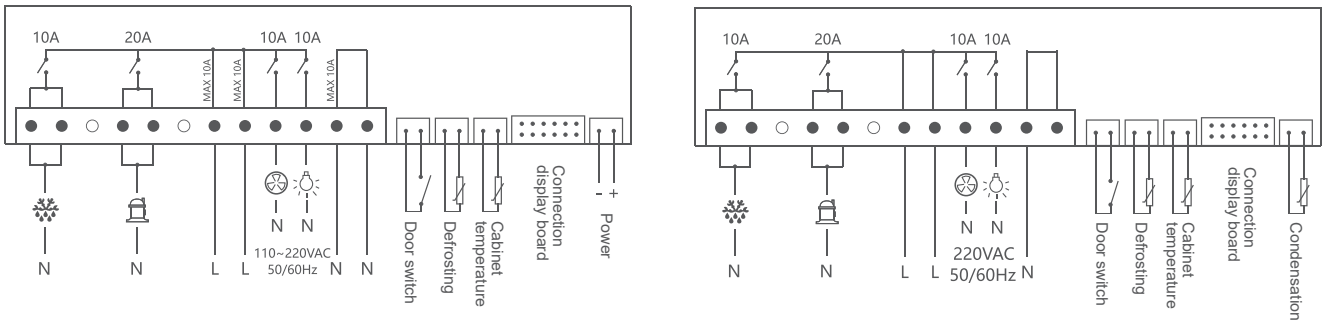 10A
20A
MAX 10A
MAX 10A
10A
10A
MAX 10A
N
N
L
L
N
N
110~220VAC
50/60Hz
N
N
Door switch
Defrosting
Cabinet
temperature
Connection
display board
-
+
Power
10A
20A
10A
10A
N
N
L
L
N
N
220VAC
50/60Hz
N
Door switch
Defrosting
Cabinet
temperature
Connection
display board
Condensation